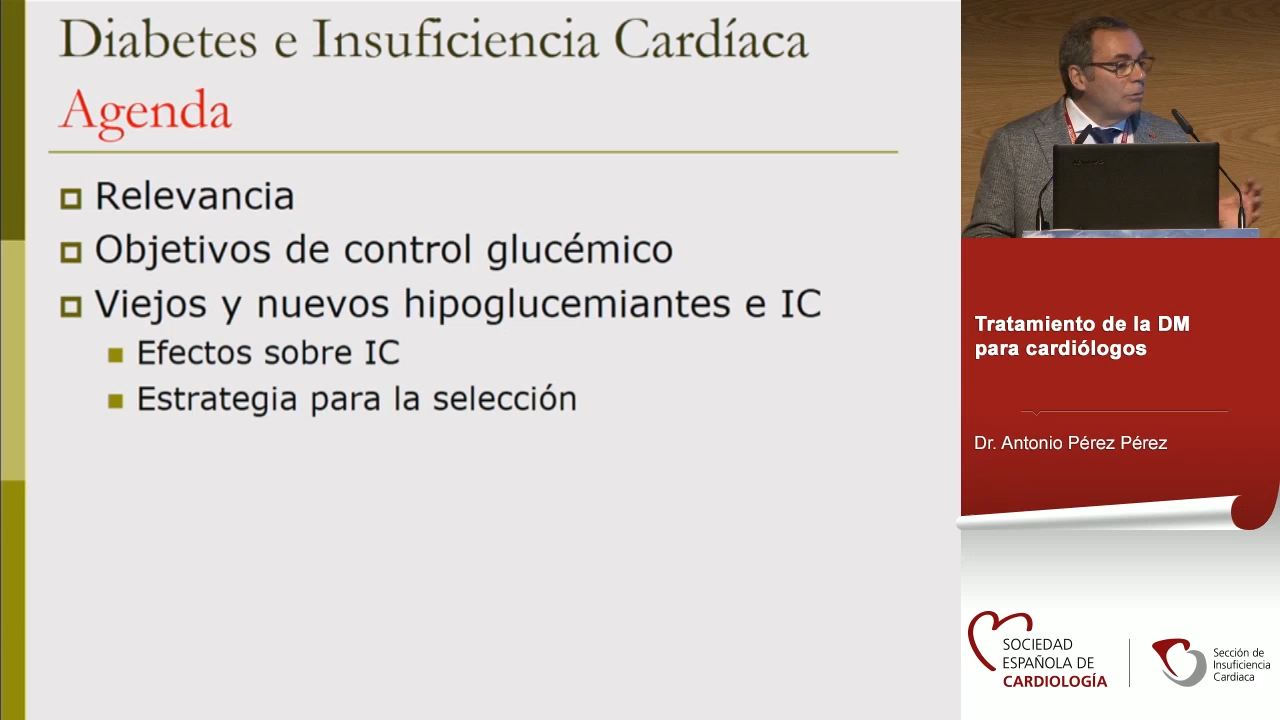 Diabetes e Insuficiencia Cardíaca
Agenda
Relevancia
Objetivos de control glucémico
Viejos y nuevos hipoglucemiantes e IC
Efectos sobre IC
Estrategia para la selección
Tratamiento de la DM
para cardiólogos
Dr. Antonio Pérez Pérez
SOCIEDAD
ESPAÑOLA DE
CARDIOLOGÍA
Sección de
Insuficiencia
Cardiaca